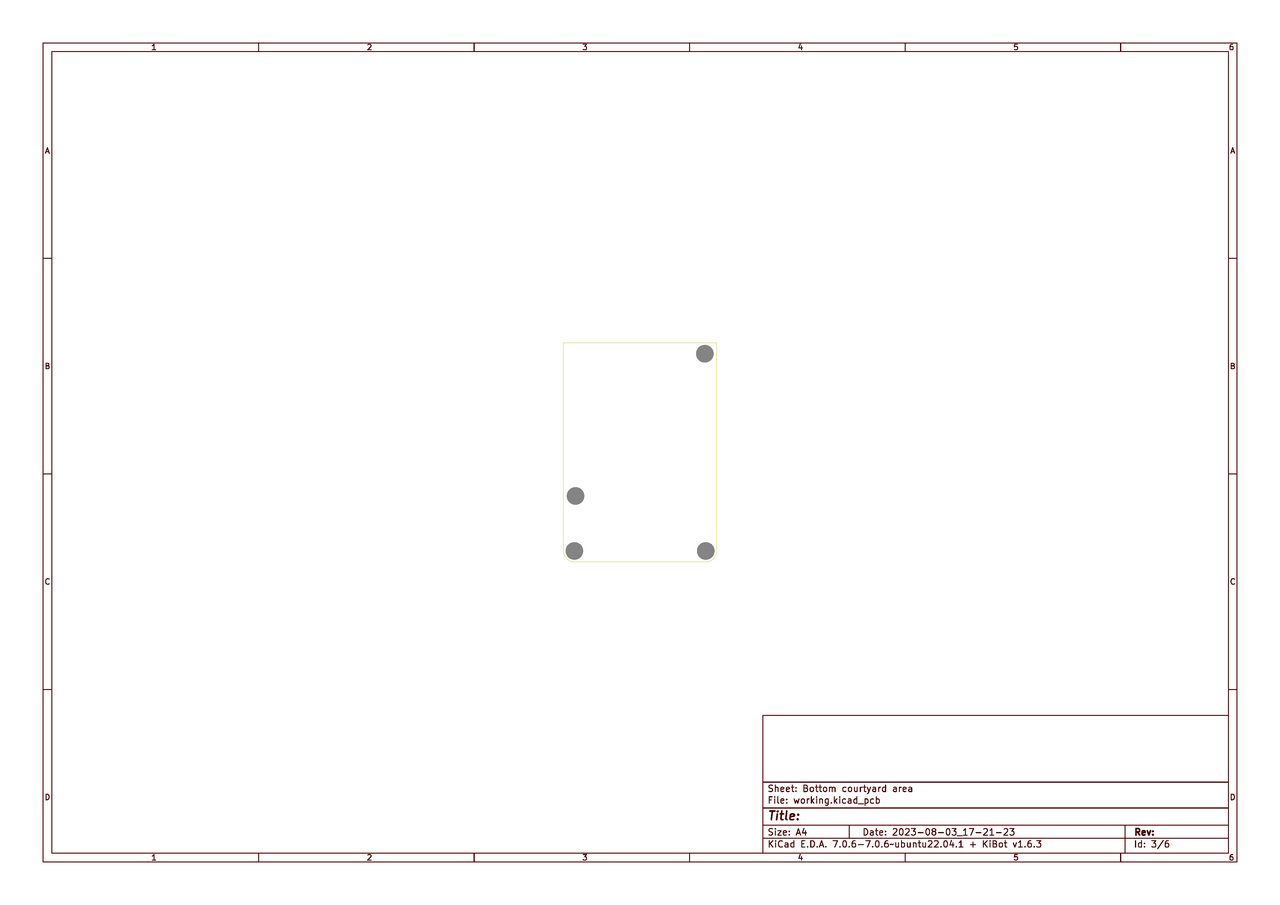 1 2 3 4 5 6
A A
B B
C C
D D
Sheet: Bottom courtyard area
File: working.kicad_pcb
Title:
Size: A4 Date: 2023-08-03_17-21-23 Rev:
KiCad E.D.A. 7.0.6-7.0.6~ubuntu22.04.1 + KiBot v1.6.3 Id: 3/6
1 2 3 4 5 6